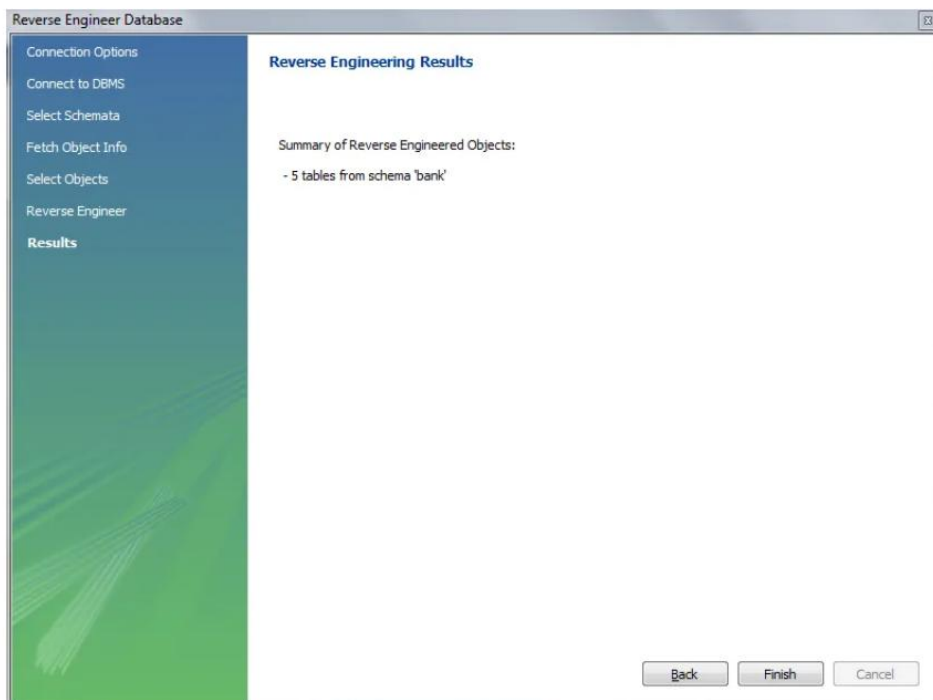 Reverse Engineer Database
Connection Options
Connect to DBMS
Select Schemata
Fetch Object Info
Select Objects
Reverse Engineer
Results
Reverse Engineering Results
Summary of Reverse Engineered Objects:
- 5 tables from schema 'bank'
Back
Finish
Cancel